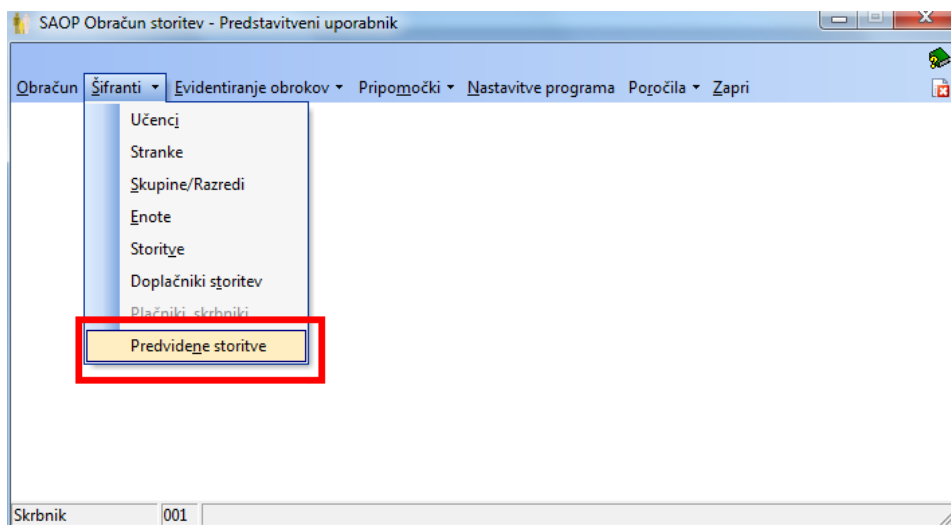 SAOP Obračun storitev - Predstavitveni uporabnik
Obračun Šifranti Evidentiranje obrokov Pripomočki Nastavitve programa Poročila Zapri
Učenci
Stranke
Skupine/Razredi
Enote
Storitve
Doplačniki storitev
Plačniki, skrbniki
Predvidene storitve
Skrbnik 001